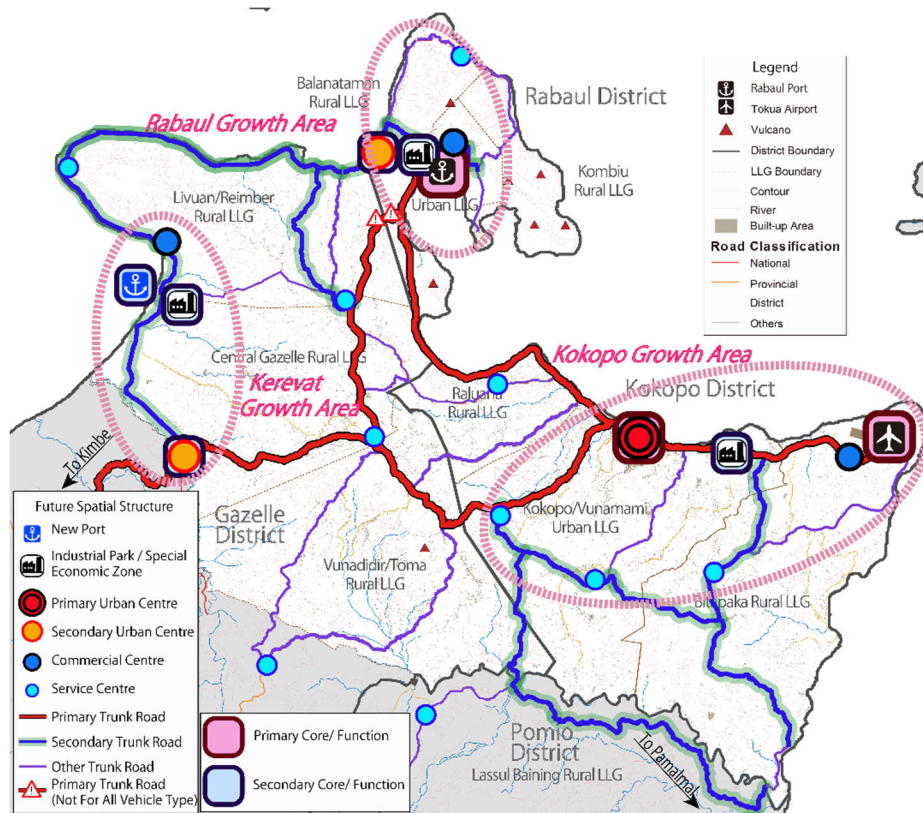 Balanataman
Rural LLG
Rabaul District
Rabaul Growth Area
Kombiu
Rural LLG
Livuan/Reimber
Rural LLG
Urban LLG
Central Gazelle Rural LLG
Kerevat
Growth Area
Kokopo Growth Area
Kokopo District
Raluana
Rural LLG
To Kimbe
Gazelle
District
Kokopo/Vunamami
Urban LLG
Vunadidir/Toma
Rural LLG
Bitapaka Rural LLG
Pomio
District
Lassul Baining Rural LLG
To Pamalmal
Legend
Rabaul Port
Tokua Airport
Vulcano
District Boundary
LLG Boundary
Contour
River
Built-up Area
Road Classification
National
Provincial
District
Others
Future Spatial Structure
New Port
Industrial Park / Special
Economic Zone
Primary Urban Centre
Secondary Urban Centre
Commercial Centre
Service Centre
Primary Trunk Road
Secondary Trunk Road
Other Trunk Road
Primary Trunk Road
(Not For All Vehicle Type)
Primary Core/ Function
Secondary Core/ Function